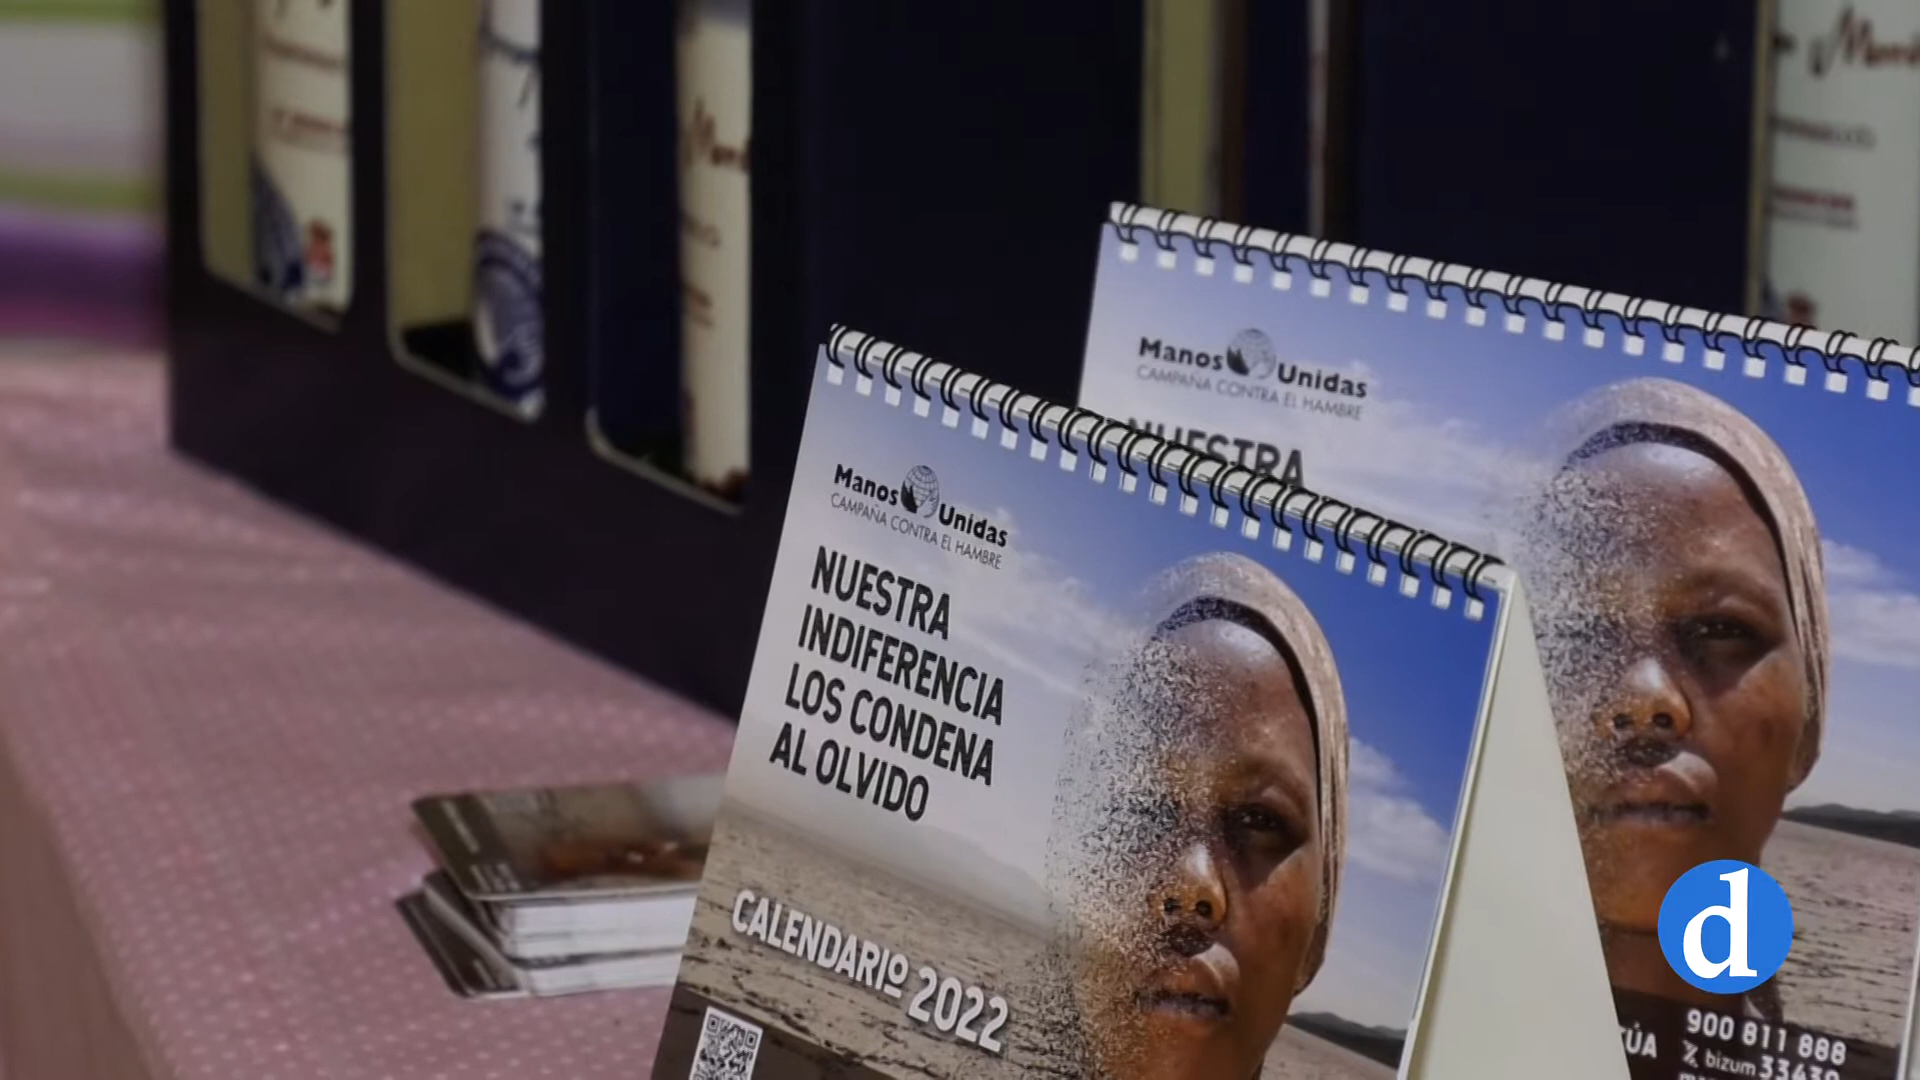 Manos Unidas
CAMPAÑA CONTRA EL HAMBRE
NUESTRA
Manos Unidas
CAMPAÑA CONTRA EL HAMBRE
NUESTRA
INDIFERENCIA
LOS CONDENA
AL OLVIDO
CALENDARIO 2022
d
900 811 888
bizum 33439